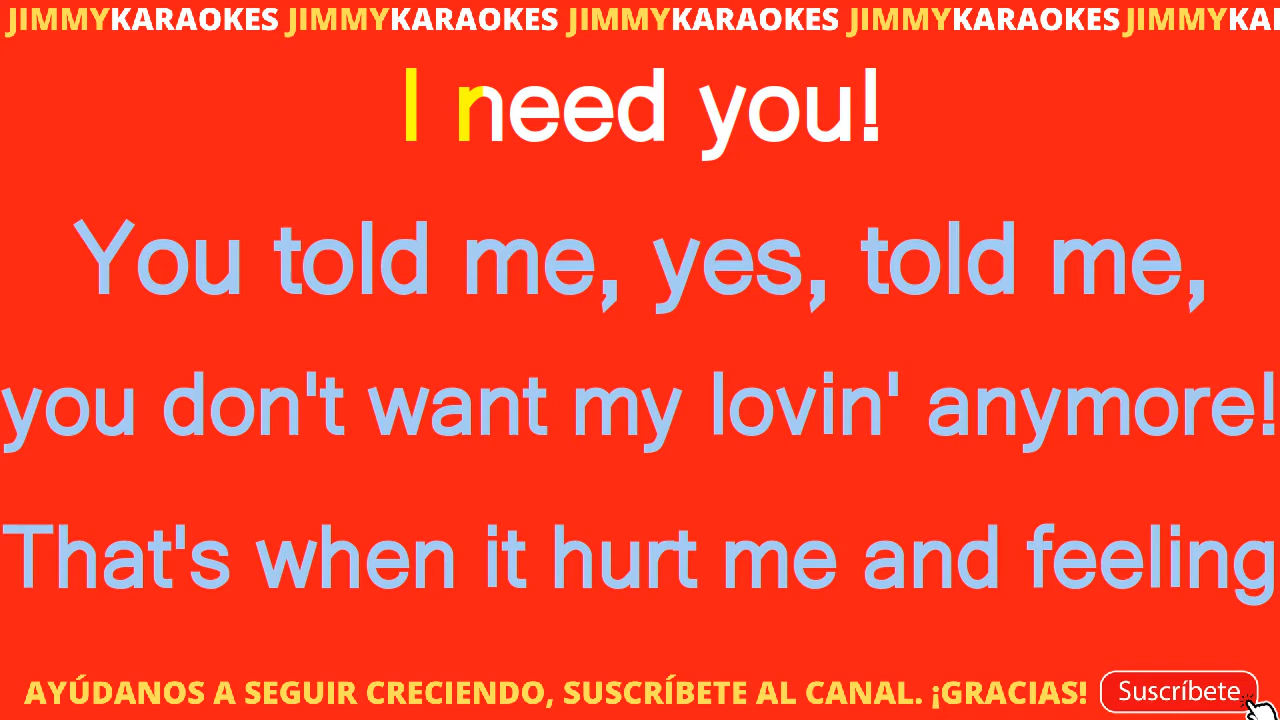 JIMMYKARAOKES JIMMYKARAOKES JIMMYKARAOKES JIMMYKARAOKES JIMMYKA
I need you!
You told me, yes, told me,
you don't want my lovin' anymore!
That's when it hurt me and feeling
AYÚDANOS A SEGUIR CRECIENDO, SUSCRÍBETE AL CANAL. ¡GRACIAS! Suscríbete